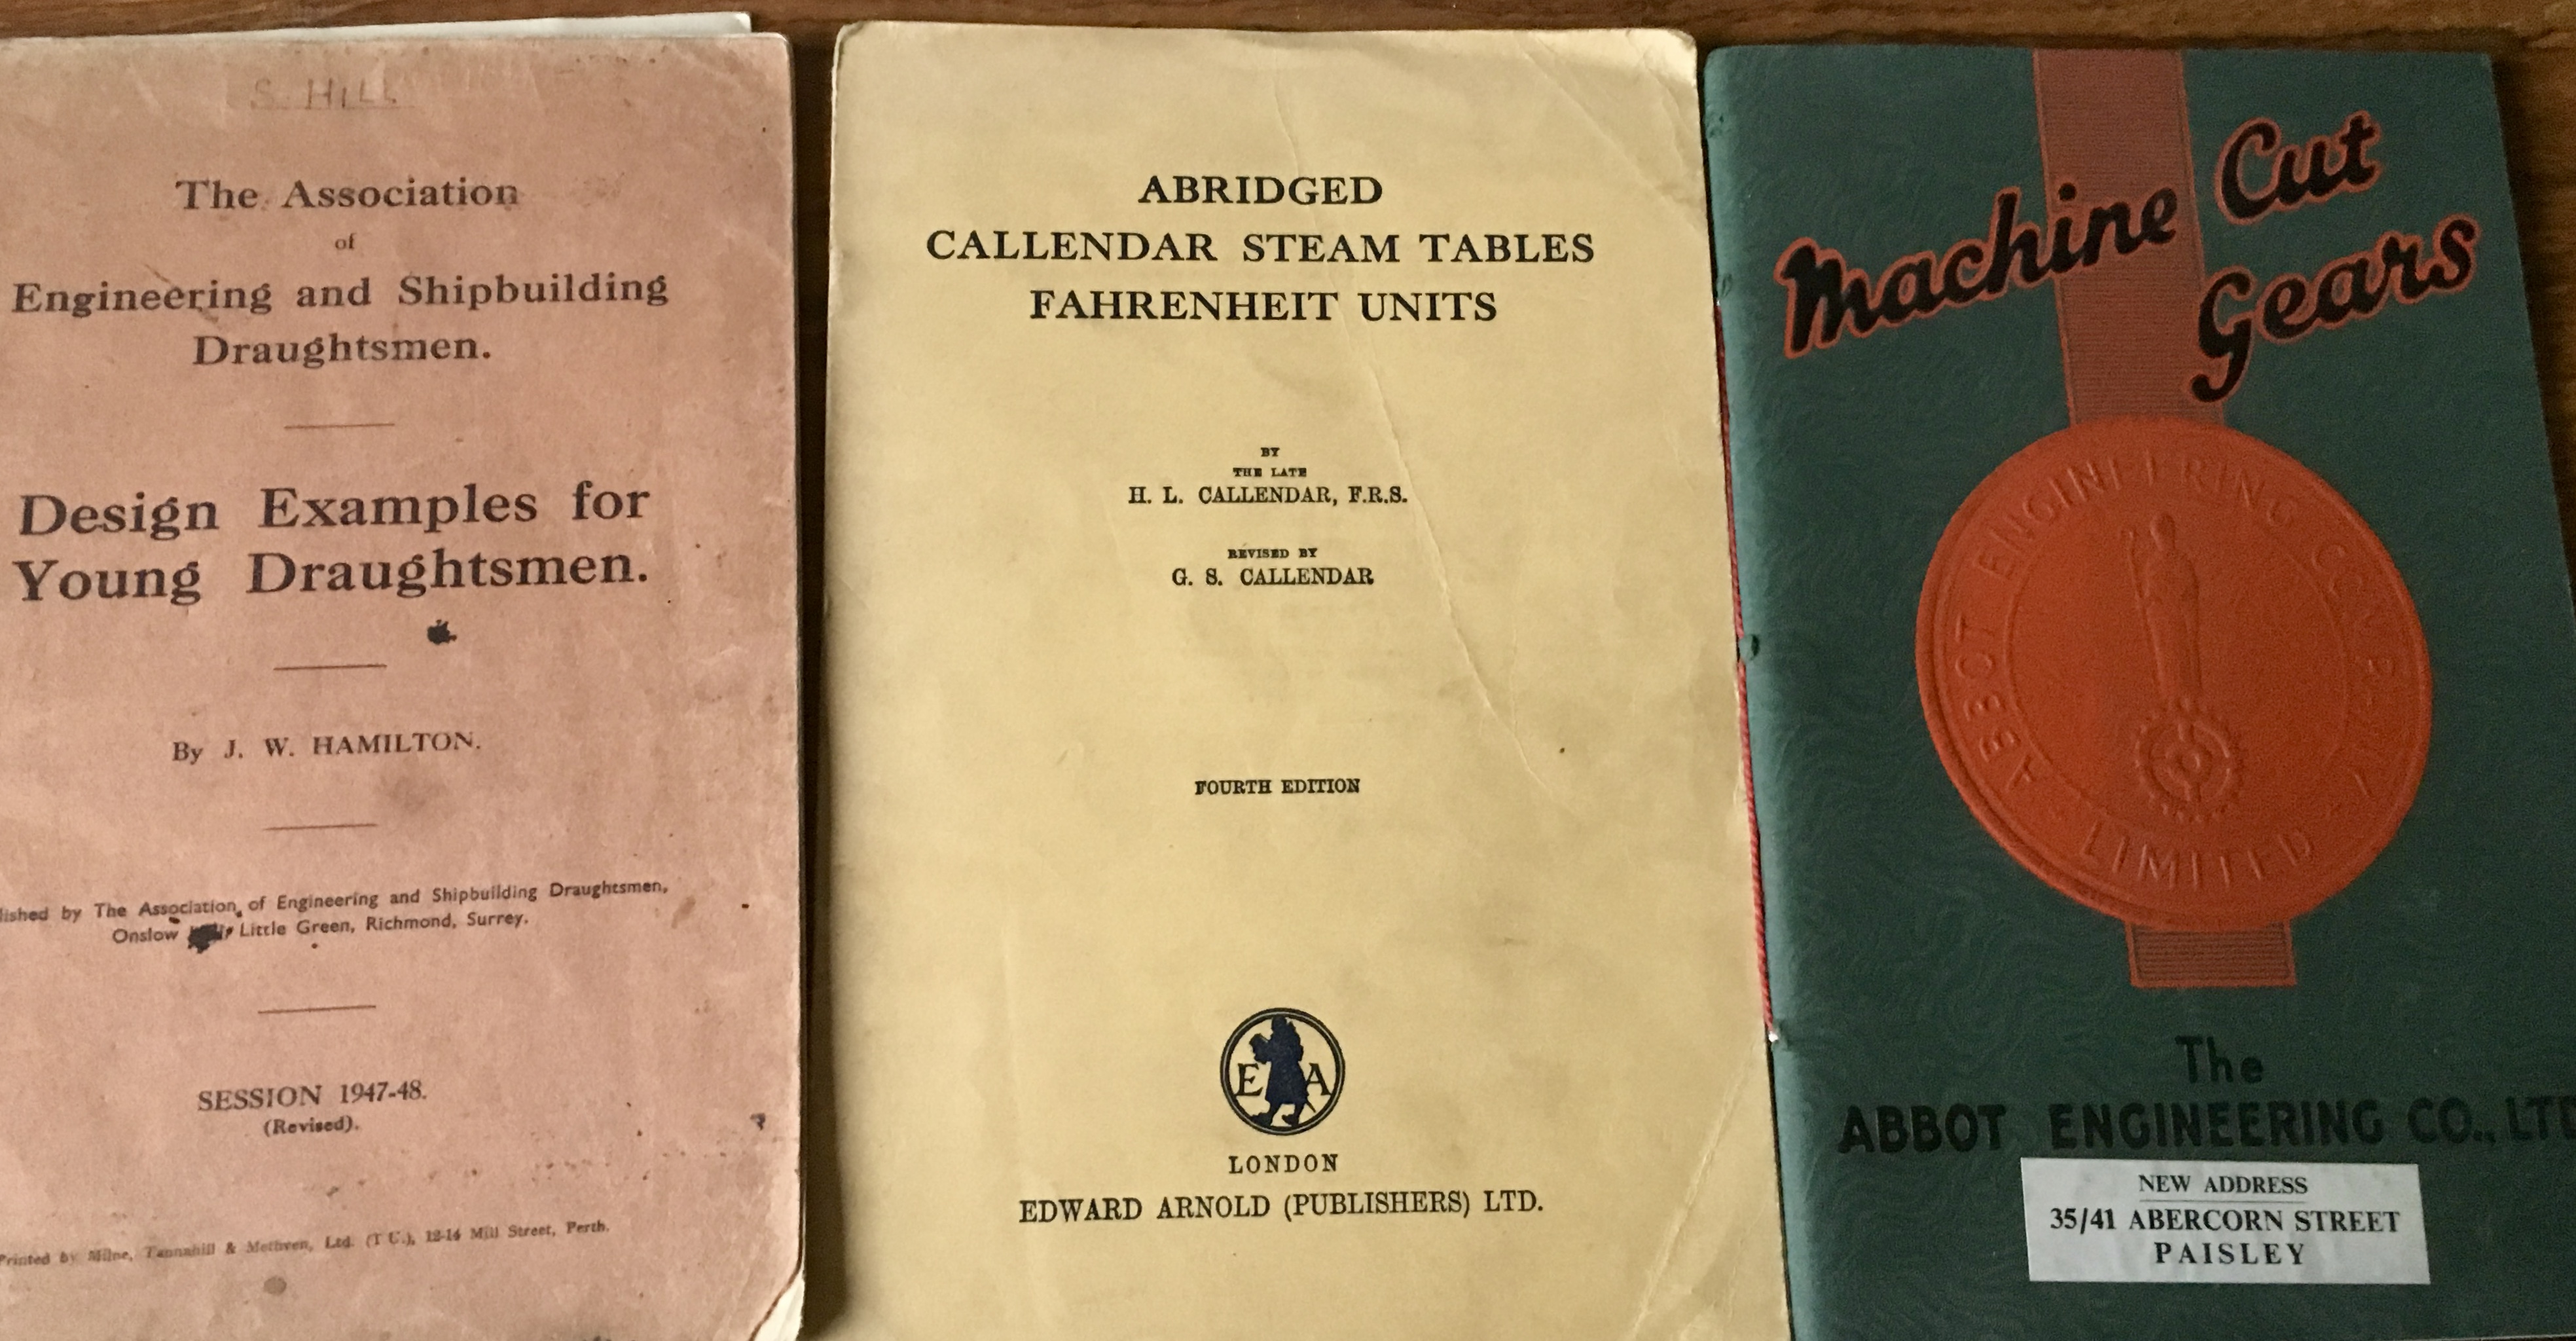 S. HILL
The Association
of
Engineering and Shipbuilding
Draughtsmen.
Design Examples for
Young Draughtsmen.
By J. W. HAMILTON.
lished by The Association of Engineering and Shipbuilding Draughtsmen,
Onslow Little Green, Richmond, Surrey.
SESSION 1947-48.
(Revised).
Printed by Milne, Tannahill & Methven, Ltd. (T U.), 12-14 Mill Street, Perth.
ABRIDGED
CALLENDAR STEAM TABLES
FAHRENHEIT UNITS
BY
THE LATE
H. L. CALLENDAR, F.R.S.
REVISED BY
G. S. CALLENDAR
FOURTH EDITION
E A
LONDON
EDWARD ARNOLD (PUBLISHERS) LTD.
Machine Cut
Gears
ABBOT ENGINEERING COMPANY
LIMITED
The
ABBOT ENGINEERING CO., LTD
NEW ADDRESS
35/41 ABERCORN STREET
PAISLEY